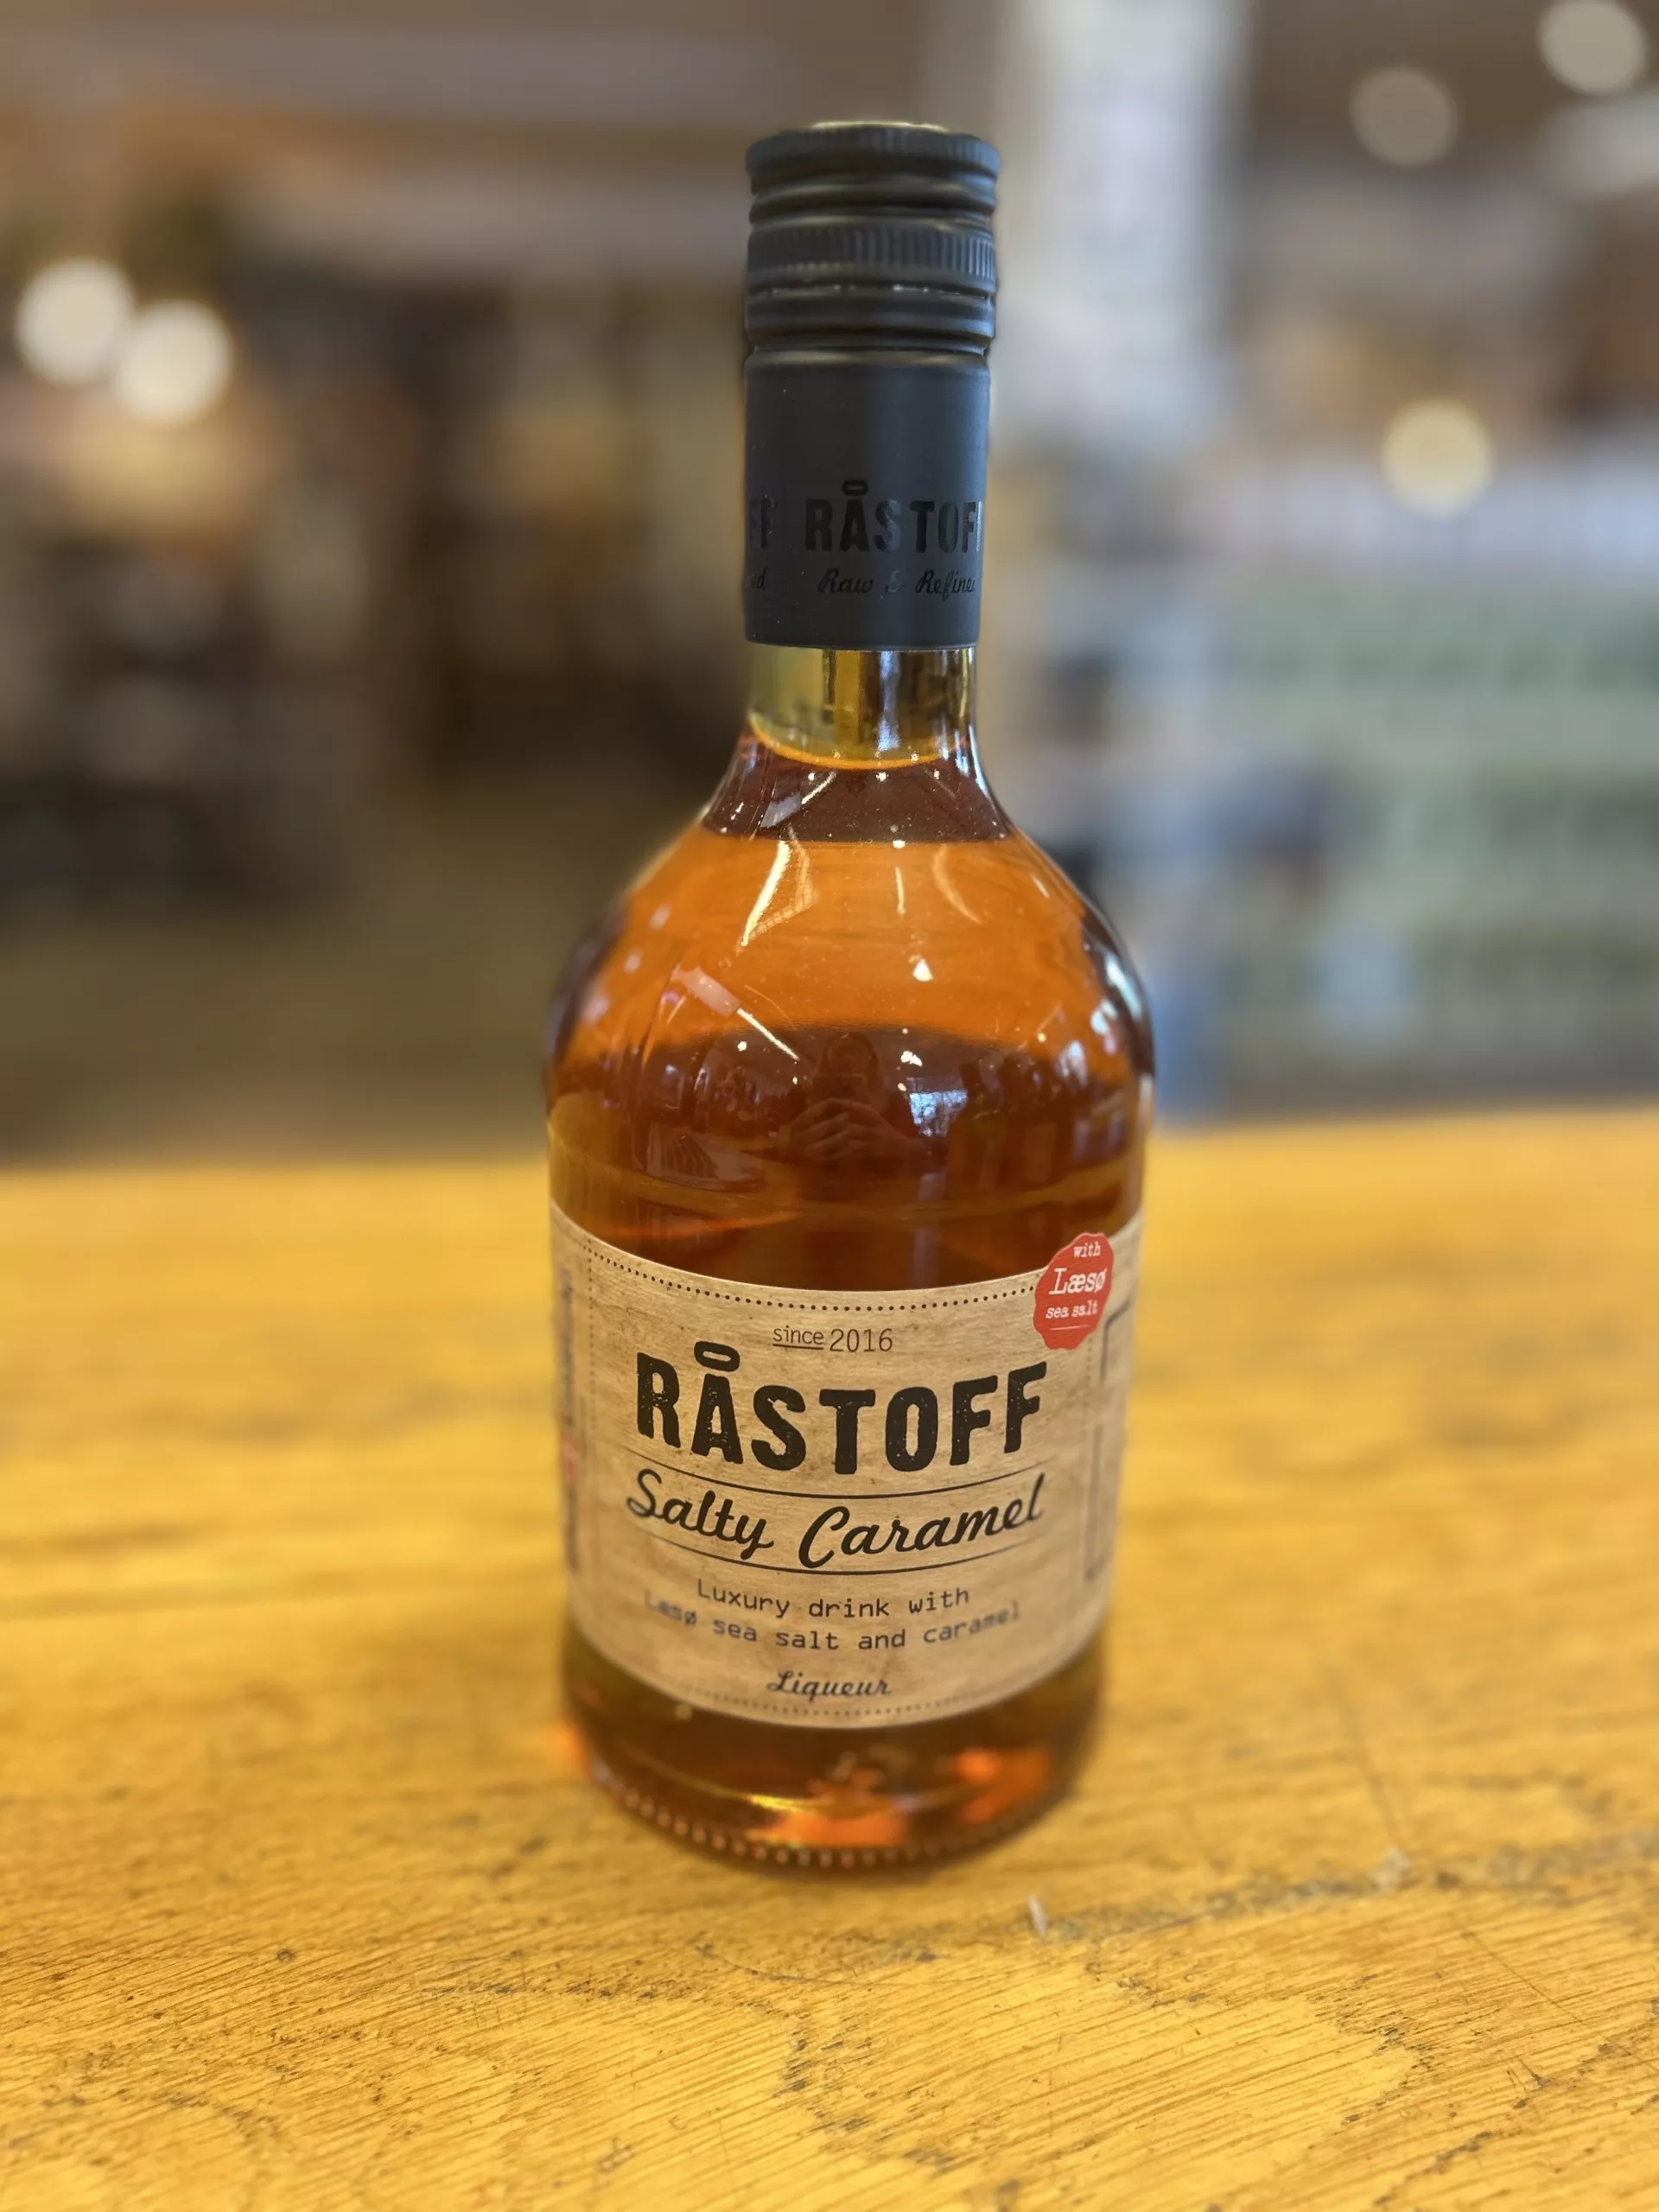 RÅSTOFF
Raw & Refined
with
Læsø
sea salt
since 2016
RÅSTOFF
Salty Caramel
Luxury drink with
Læsø sea salt and caramel
Liqueur